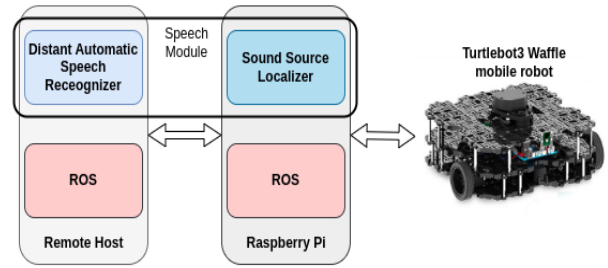 Distant Automatic
Speech
Receognizer
Speech
Module
Sound Source
Localizer
Turtlebot3 Waffle
mobile robot
ROS
ROS
Remote Host
Raspberry Pi